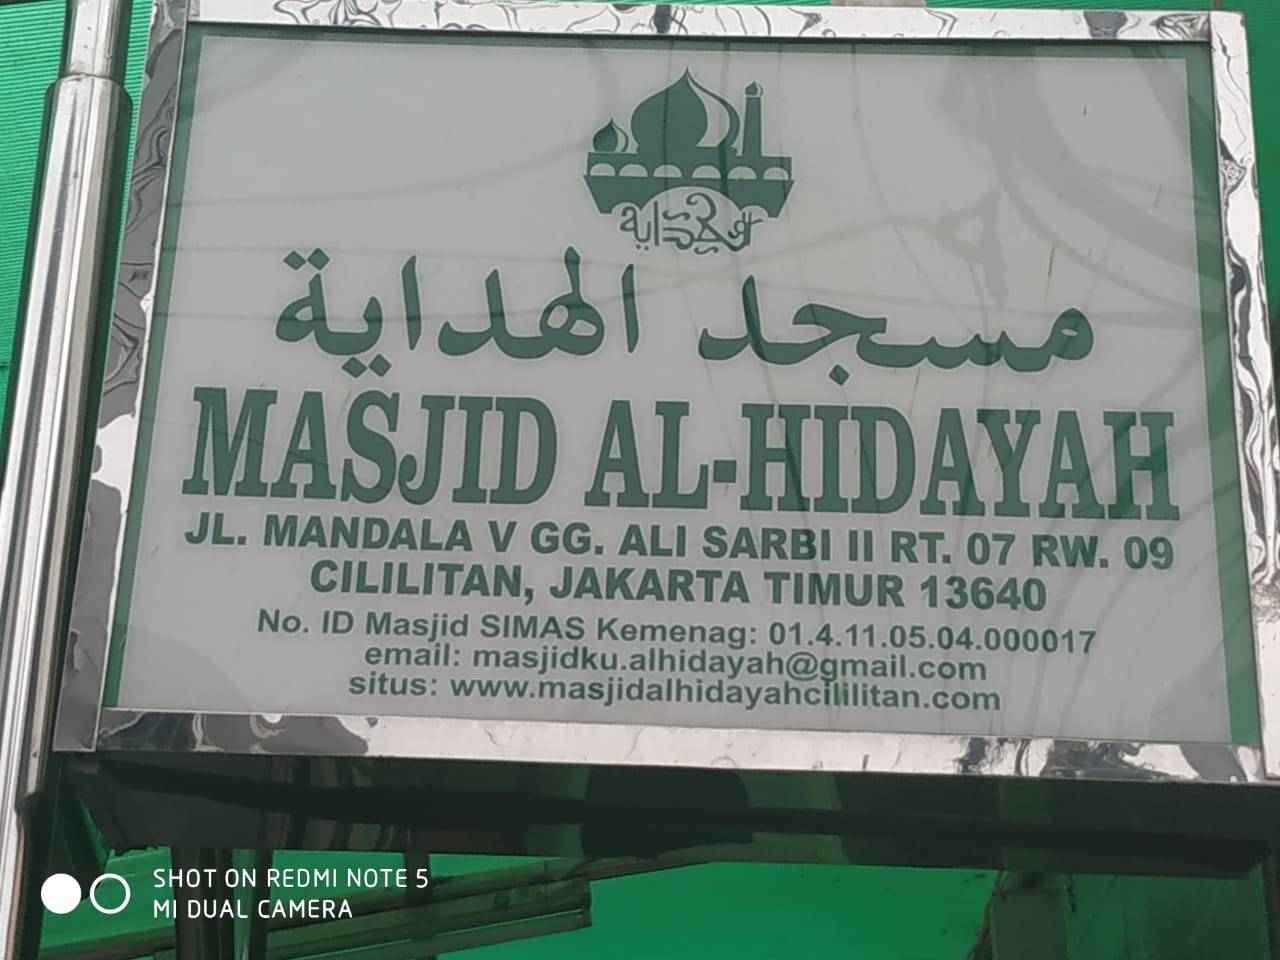 الهداية
مسجد الهداية
MASJID AL-HIDAYAH
JL. MANDALA V GG. ALI SARBI II RT. 07 RW. 09
CILILITAN, JAKARTA TIMUR 13640
No. ID Masjid SIMAS Kemenag: 01.4.11.05.04.000017
email: masjidku.alhidayah@gmail.com
situs: www.masjidalhidayahcililitan.com
SHOT ON REDMI NOTE 5
MI DUAL CAMERA